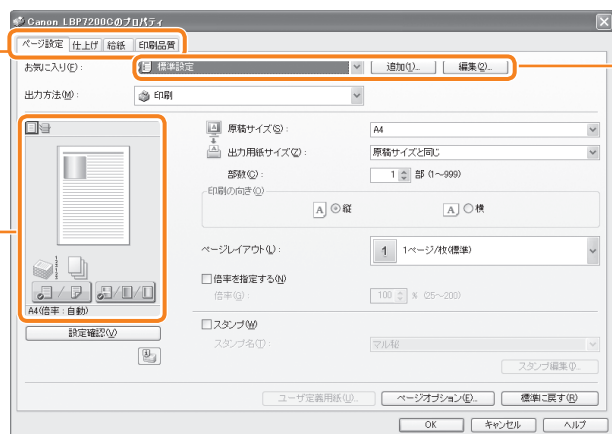 Canon LBP7200Cのプロパティ
ページ設定 仕上げ 給紙 印刷品質
お気に入り(F): 標準設定 追加(1)... 編集(2)...
出力方法(M): 印刷
原稿サイズ(S): A4
出力用紙サイズ(Z): 原稿サイズと同じ
部数(C): 1 部 (1～999)
印刷の向き(O)
A 縦 A 横
ページレイアウト(L): 1 1ページ/枚(標準)
倍率を指定する(N)
倍率(G): 100 % (25～200)
A4(倍率:自動)
設定確認(V)
スタンプ(W)
スタンプ名(T): マル秘
スタンプ編集(I)...
ユーザ定義用紙(U)... ページオプション(E)... 標準に戻す(R)
OK キャンセル ヘルプ